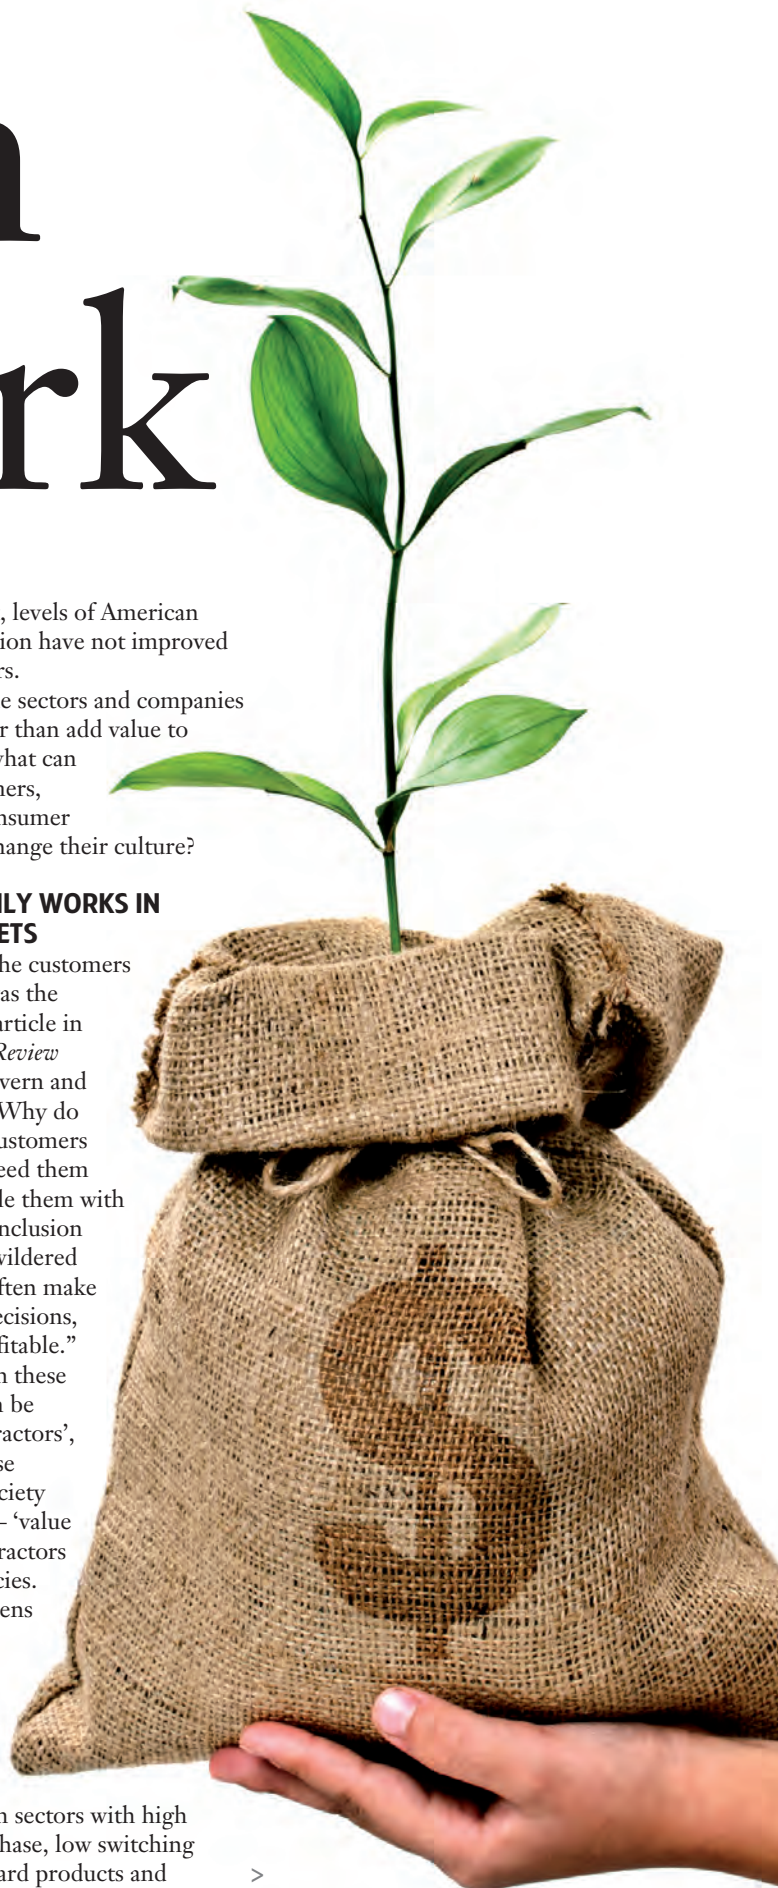 n
rk
, levels of American
ion have not improved
rs.
e sectors and companies
r than add value to
what can
ners,
nsumer
hange their culture?
NLY WORKS IN
ETS
he customers
as the
article in
Review
vern and
Why do
ustomers
eed them
le them with
nclusion
wildered
ften make
ecisions,
fitable.”
n these
n be
ractors’,
se
ciety
– ‘value
ractors
cies.
ens
n sectors with high
hase, low switching
ard products and
>
$